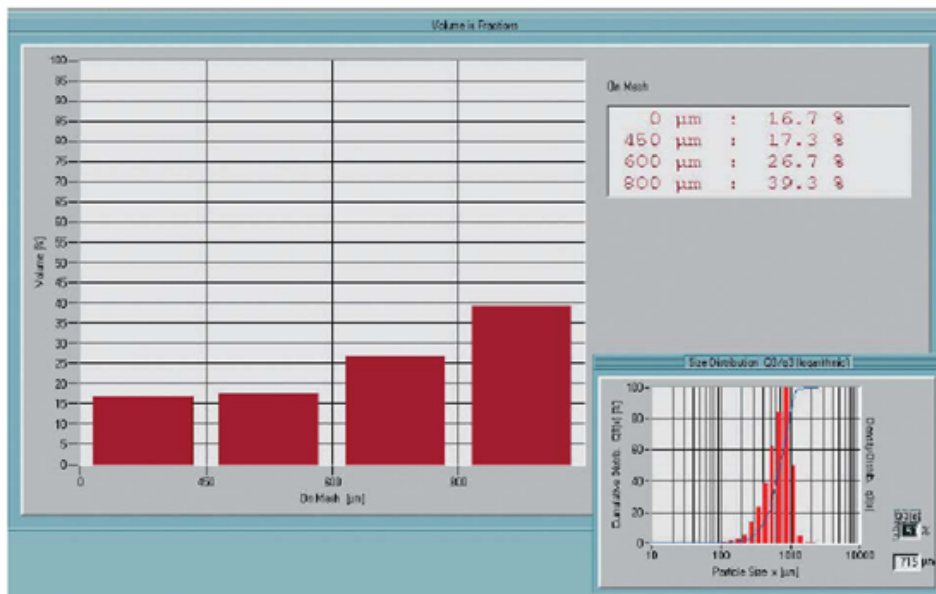 Volume in Fractions
100
95
90
85
80
75
70
65
60
55
50
45
40
35
30
25
20
15
10
5
0
Volume [%]
0 450 600 800
On Mesh [µm]
On Mesh
0 µm : 16.7 %
450 µm : 17.3 %
600 µm : 26.7 %
800 µm : 39.3 %
Size Distribution Q3/q3 (logarithmic)
100
80
60
40
20
0
Cumulative Distrib. Q3(x) [%]
10 100 1000 10000
Particle Size x [µm]
Density Distrib. q3(x)
715 µm